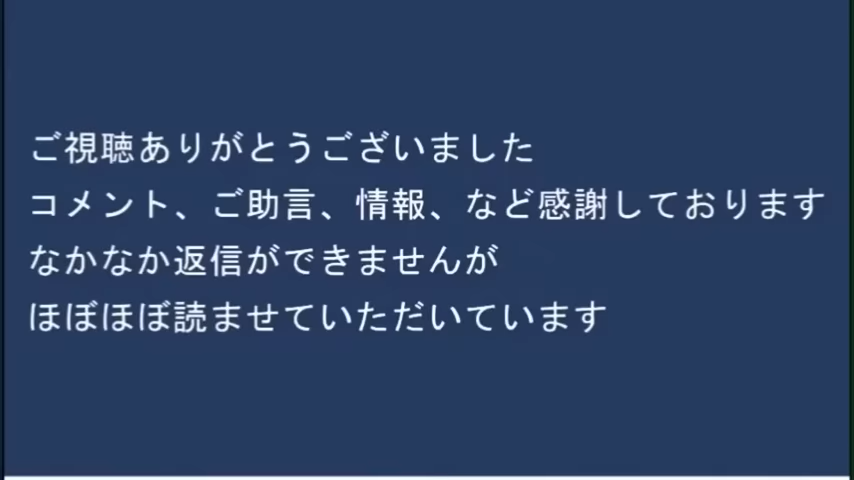 ご視聴ありがとうございました
コメント、ご助言、情報、など感謝しております
なかなか返信ができませんが
ほぼほぼ読ませていただいています